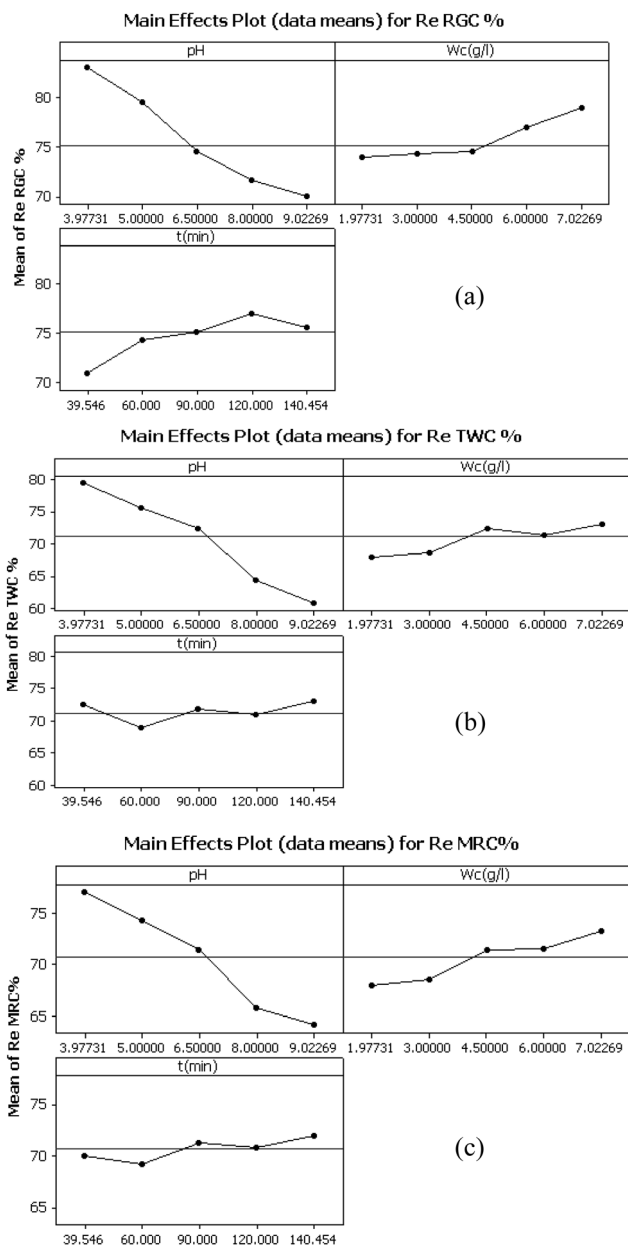 Main Effects Plot (data means) for Re RGC %
pH
Wc(g/l)
Mean of Re RGC %
80
75
70
3.97731 5.00000 6.50000 8.00000 9.02269
1.97731 3.00000 4.50000 6.00000 7.02269
t(min)
80
75
70
39.546 60.000 90.000 120.000 140.454
(a)
Main Effects Plot (data means) for Re TWC %
pH
Wc(g/l)
Mean of Re TWC %
80
75
70
65
60
3.97731 5.00000 6.50000 8.00000 9.02269
1.97731 3.00000 4.50000 6.00000 7.02269
t(min)
80
75
70
65
60
39.546 60.000 90.000 120.000 140.454
(b)
Main Effects Plot (data means) for Re MRC%
pH
Wc(g/l)
Mean of Re MRC%
75
70
65
3.97731 5.00000 6.50000 8.00000 9.02269
1.97731 3.00000 4.50000 6.00000 7.02269
t(min)
75
70
65
39.546 60.000 90.000 120.000 140.454
(c)